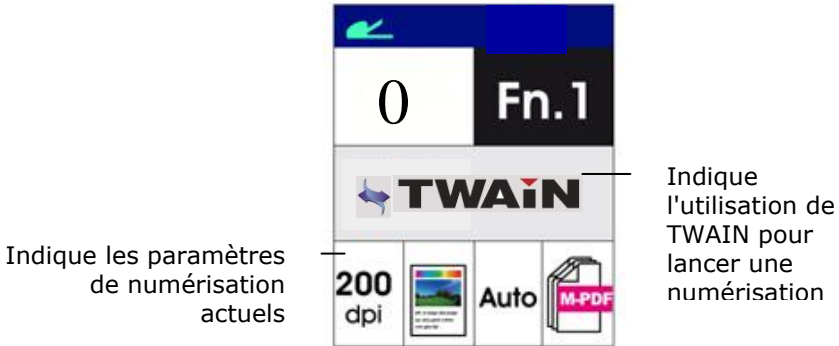 0
Fn.1
TWAiN
Indique
l'utilisation de
TWAIN pour
lancer une
numérisation
Indique les paramètres
de numérisation
actuels
200
dpi
Auto
M-PDF